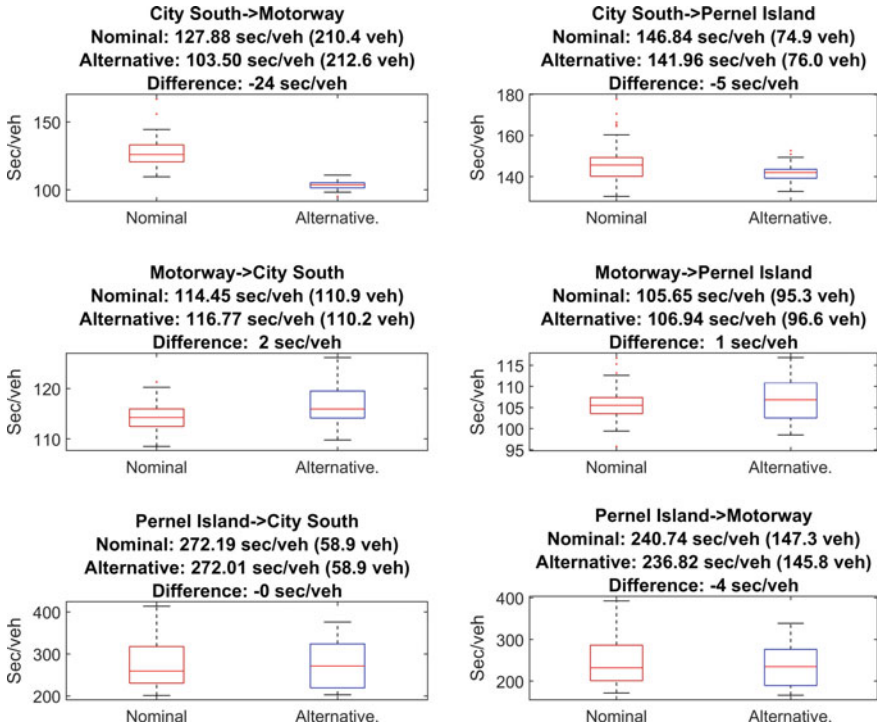 City South->Motorway
Nominal: 127.88 sec/veh (210.4 veh)
Alternative: 103.50 sec/veh (212.6 veh)
Difference: -24 sec/veh
Sec/veh
150
100
Nominal
Alternative.
City South->Pernel Island
Nominal: 146.84 sec/veh (74.9 veh)
Alternative: 141.96 sec/veh (76.0 veh)
Difference: -5 sec/veh
Sec/veh
180
160
140
Nominal
Alternative.
Motorway->City South
Nominal: 114.45 sec/veh (110.9 veh)
Alternative: 116.77 sec/veh (110.2 veh)
Difference: 2 sec/veh
Sec/veh
120
110
Nominal
Alternative.
Motorway->Pernel Island
Nominal: 105.65 sec/veh (95.3 veh)
Alternative: 106.94 sec/veh (96.6 veh)
Difference: 1 sec/veh
Sec/veh
115
110
105
100
95
Nominal
Alternative.
Pernel Island->City South
Nominal: 272.19 sec/veh (58.9 veh)
Alternative: 272.01 sec/veh (58.9 veh)
Difference: -0 sec/veh
Sec/veh
400
300
200
Nominal
Alternative.
Pernel Island->Motorway
Nominal: 240.74 sec/veh (147.3 veh)
Alternative: 236.82 sec/veh (145.8 veh)
Difference: -4 sec/veh
Sec/veh
400
300
200
Nominal
Alternative.